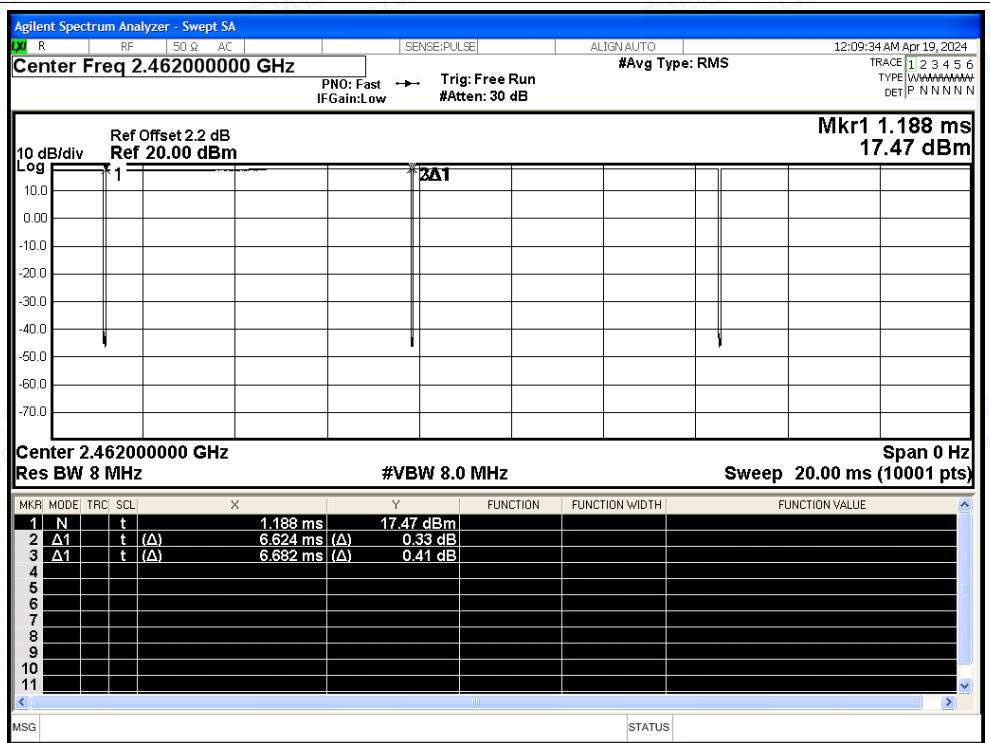 Agilent Spectrum Analyzer - Swept SA
LXI R RF 50 Ω AC SENSE:PULSE ALIGN AUTO 12:09:34 AM Apr 19, 2024
Center Freq 2.462000000 GHz
PNO: Fast
IFGain:Low
Trig: Free Run
#Atten: 30 dB
#Avg Type: RMS
TRACE 1 2 3 4 5 6
TYPE WWWWWW
DET P N N N N N
Ref Offset 2.2 dB
10 dB/div Ref 20.00 dBm
Log
Mkr1 1.188 ms
17.47 dBm
1
3Δ1
10.0
0.00
-10.0
-20.0
-30.0
-40.0
-50.0
-60.0
-70.0
Center 2.462000000 GHz Span 0 Hz
Res BW 8 MHz #VBW 8.0 MHz Sweep 20.00 ms (10001 pts)
MKR MODE TRC SCL X Y FUNCTION FUNCTION WIDTH FUNCTION VALUE
1 N t 1.188 ms 17.47 dBm
2 Δ1 t (Δ) 6.624 ms (Δ) 0.33 dB
3 Δ1 t (Δ) 6.682 ms (Δ) 0.41 dB
4
5
6
7
8
9
10
11
MSG STATUS